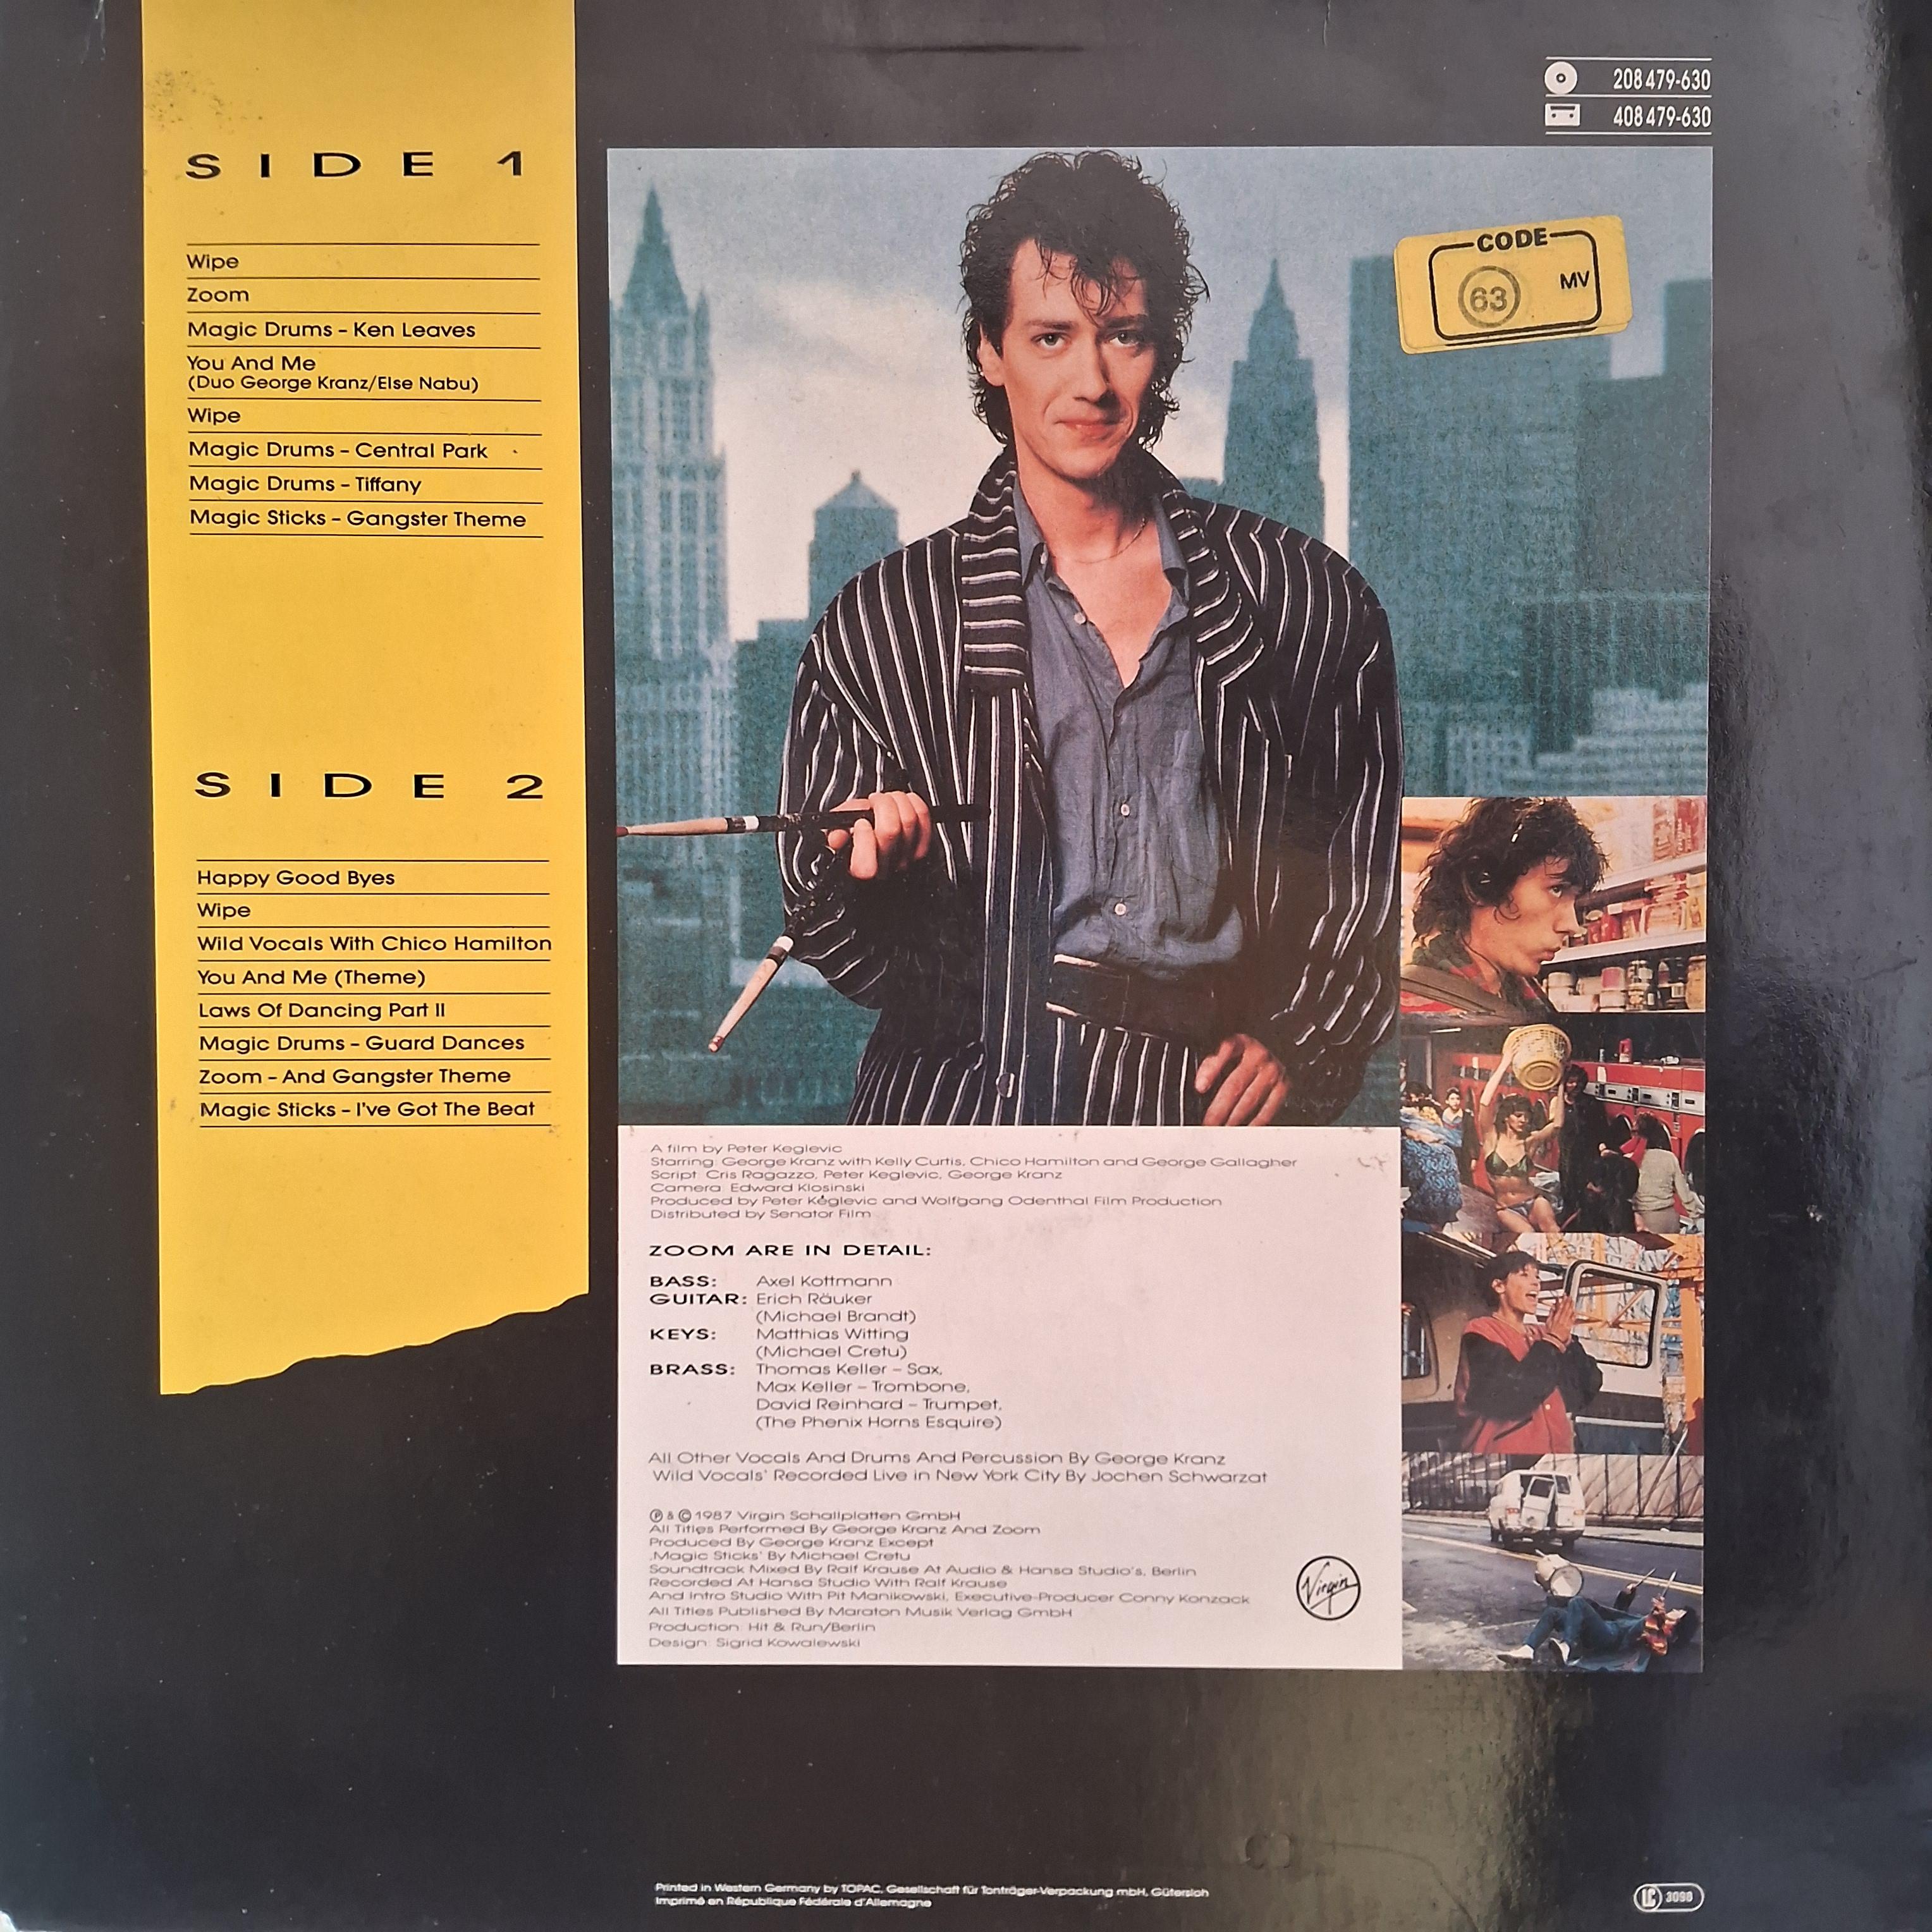 208 479-630
408 479-630
SIDE 1
Wipe
Zoom
Magic Drums – Ken Leaves
You And Me
(Duo George Kranz/Else Nabu)
Wipe
Magic Drums – Central Park
Magic Drums – Tiffany
Magic Sticks – Gangster Theme
SIDE 2
Happy Good Byes
Wipe
Wild Vocals With Chico Hamilton
You And Me (Theme)
Laws Of Dancing Part II
Magic Drums – Guard Dances
Zoom – And Gangster Theme
Magic Sticks – I've Got The Beat
CODE
63 MV
A film by Peter Keglevic
Starring: George Kranz with Kelly Curtis, Chico Hamilton and George Gallagher
Script: Cris Ragazzo, Peter Keglevic, George Kranz
Camera: Edward Klosinski
Produced by Peter Keglevic and Wolfgang Odenthal Film Production
Distributed by Senator Film
ZOOM ARE IN DETAIL:
BASS: Axel Kottmann
GUITAR: Erich Räuker
(Michael Brandt)
KEYS: Matthias Witting
(Michael Cretu)
BRASS: Thomas Keller – Sax,
Max Keller – Trombone,
David Reinhard – Trumpet,
(The Phenix Horns Esquire)
All Other Vocals And Drums And Percussion By George Kranz
'Wild Vocals' Recorded Live in New York City By Jochen Schwarzat
℗ & © 1987 Virgin Schallplatten GmbH
All Titles Performed By George Kranz And Zoom
Produced By George Kranz Except
'Magic Sticks' By Michael Cretu
Soundtrack Mixed By Ralf Krause At Audio & Hansa Studio's, Berlin
Recorded At Hansa Studio With Ralf Krause
And Intro Studio With Pit Manikowski, Executive-Producer Conny Konzack
All Titles Published By Maraton Musik Verlag GmbH
Production: Hit & Run/Berlin
Design: Sigrid Kowalewski
Virgin
Printed in Western Germany by TOPAC, Gesellschaft für Tonträger-Verpackung mbH, Gütersloh
Imprimé en République Fédérale d'Allemagne
LC 3098